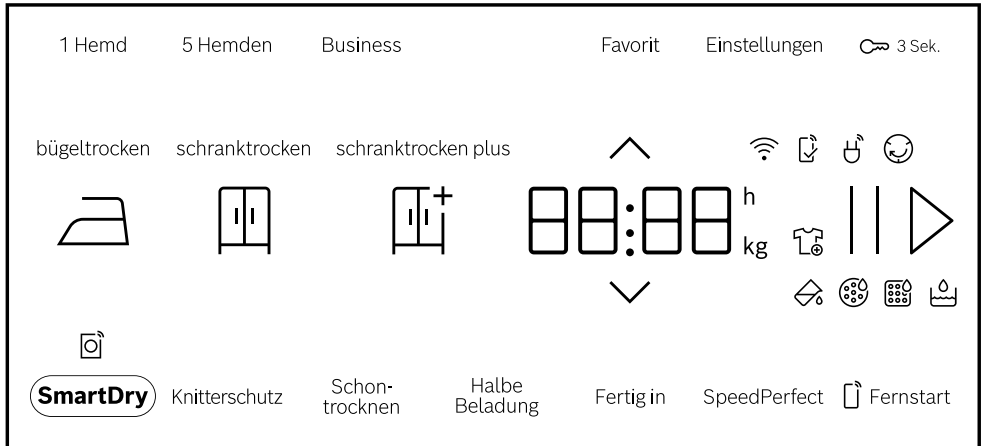 1 Hemd
5 Hemden
Business
Favorit
Einstellungen
3 Sek.
bügeltrocken
schranktrocken
schranktrocken plus
88:88
h
kg
SmartDry
Knitterschutz
Schon-
trocknen
Halbe
Beladung
Fertig in
SpeedPerfect
Fernstart